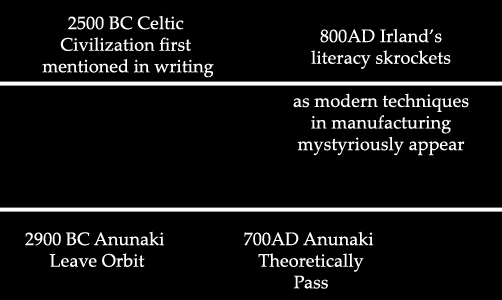 2500 BC Celtic
Civilization first
mentioned in writing
800AD Irland's
literacy skrockets
as modern techniques
in manufacturing
mystyriously appear
2900 BC Anunaki
Leave Orbit
700AD Anunaki
Theoretically
Pass